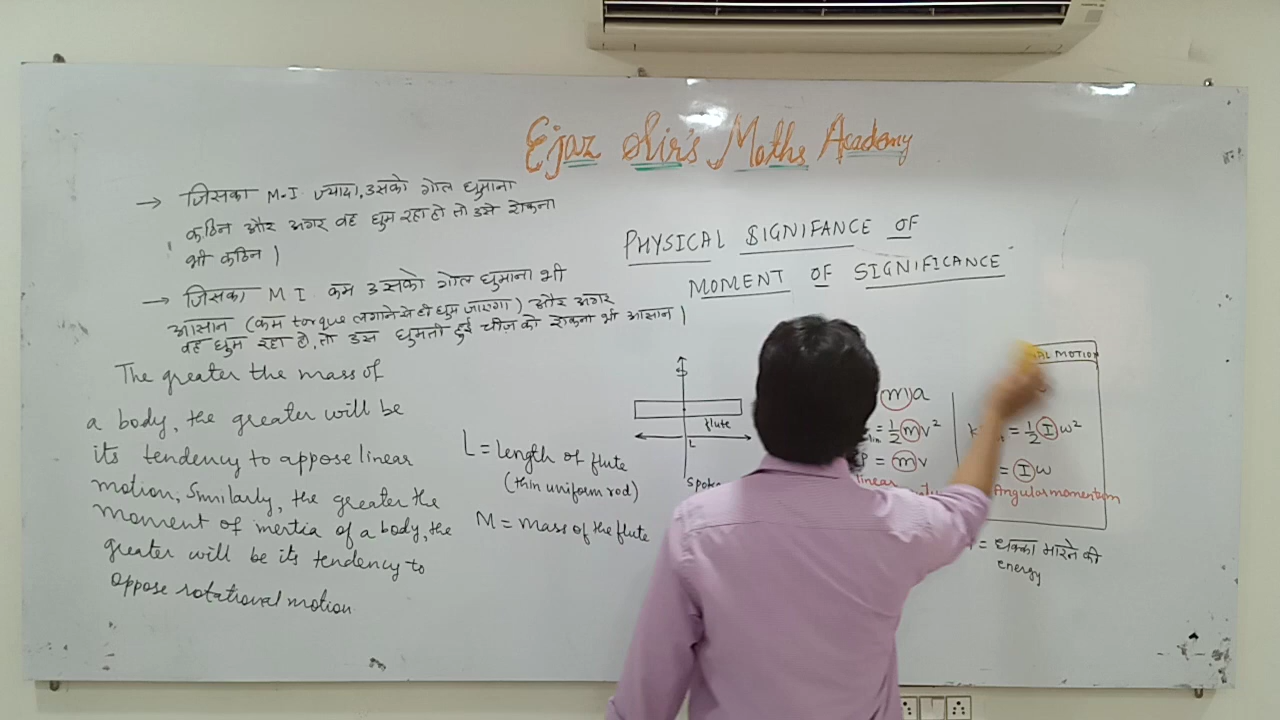 Ejaz Sir's Maths Academy
→ जिसका M.I. ज्यादा, उसको गोल घुमाना
कठिन और अगर वह घुम रहा हो तो उसे रोकना
भी कठिन |
→ जिसका M I कम उसको गोल घुमाना भी
आसान (कम torque लगाने से ही घुम जाएगा) और अगर
वह घुम रहा हो, तो उस घुमती हुई चीज़ को रोकना भी आसान |
The greater the mass of
a body, the greater will be
its tendency to appose linear
motion, Similarly, the greater the
moment of inertia of a body, the
greater will be its tendency to
oppose rotational motion
PHYSICAL SIGNIFANCE OF
MOMENT OF SIGNIFICANCE
flute
L
L = Length of flute
(thin uniform rod)
M = mass of the flute
m a
= 1/2 m v²
p = m v
linear
MOTION
= 1/2 I ω²
= I ω
Angular momentum
= धक्का मारने की
energy